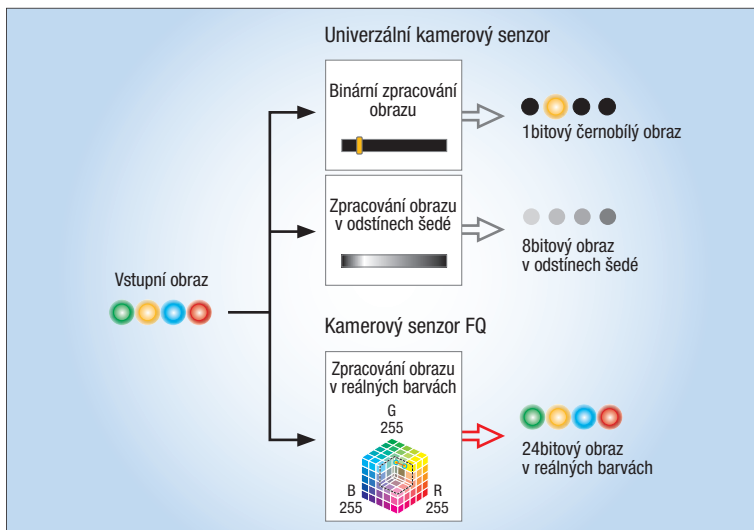 Univerzální kamerový senzor
Binární zpracování
obrazu
1bitový černobílý obraz
Zpracování obrazu
v odstínech šedé
8bitový obraz
v odstínech šedé
Vstupní obraz
Kamerový senzor FQ
Zpracování obrazu
v reálných barvách
G
255
B
255
R
255
24bitový obraz
v reálných barvách